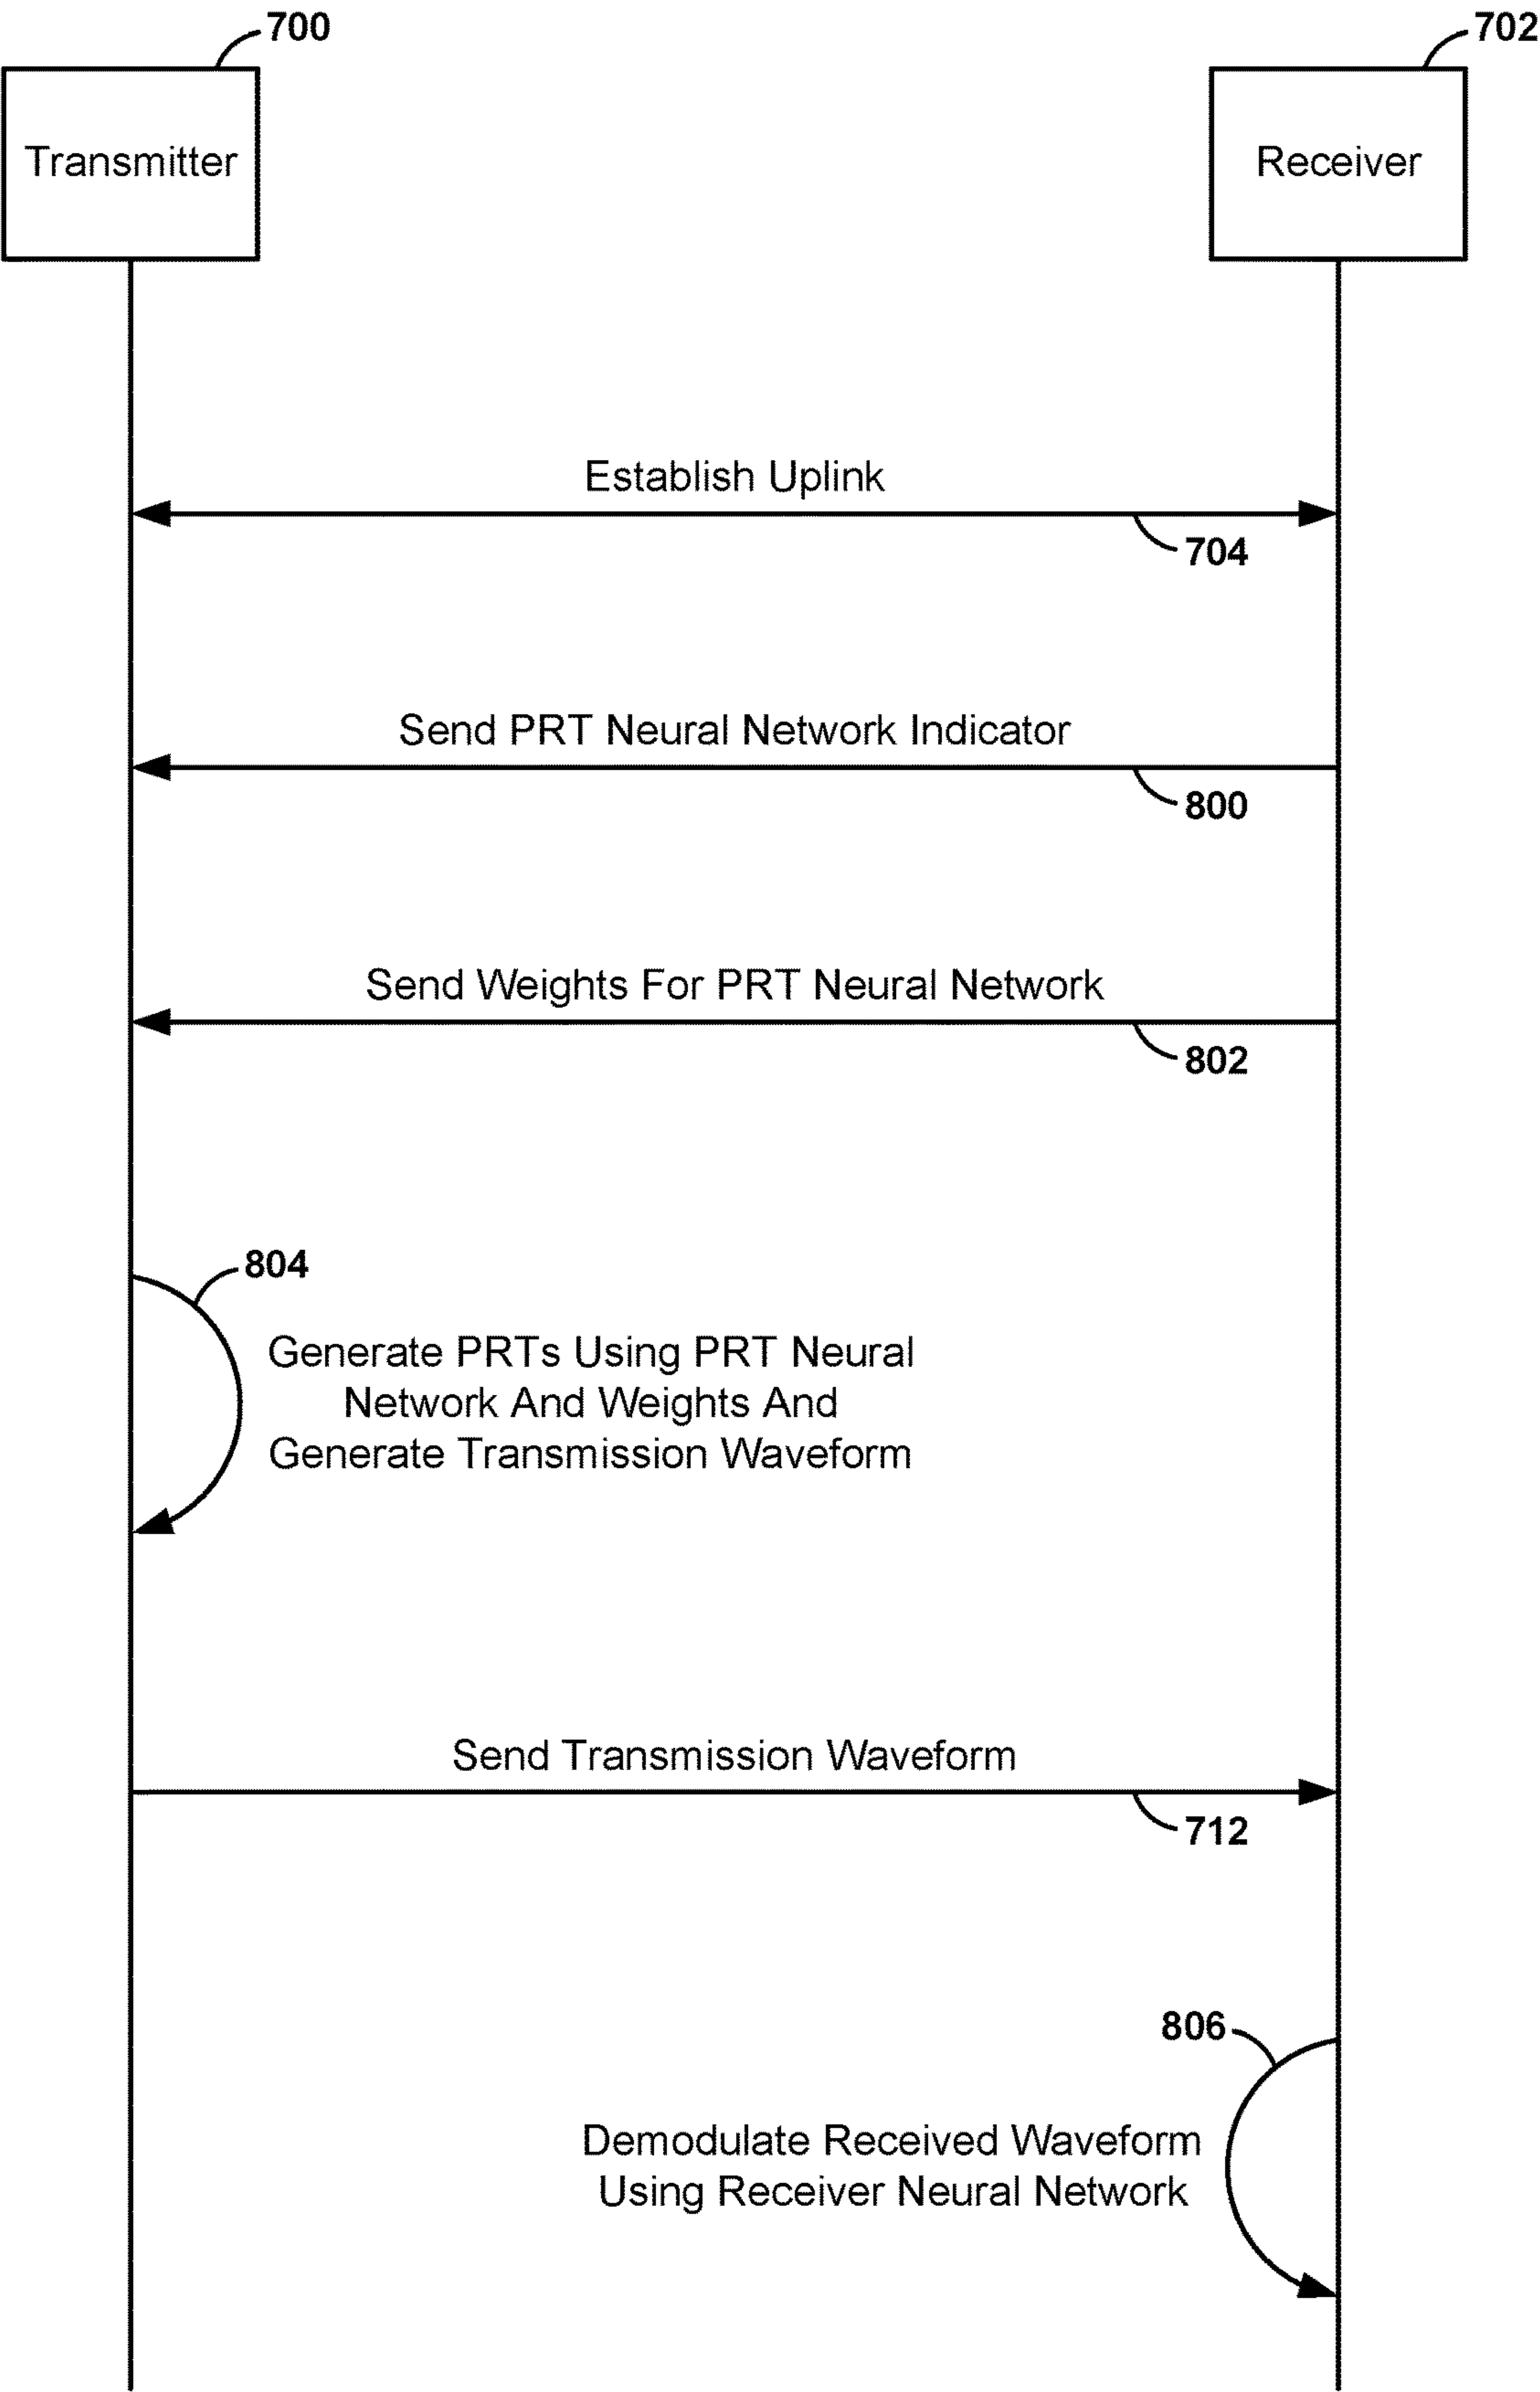 700
702
Transmitter
Receiver
Establish Uplink
704
Send PRT Neural Network Indicator
800
Send Weights For PRT Neural Network
802
804
Generate PRTs Using PRT Neural
Network And Weights And
Generate Transmission Waveform
Send Transmission Waveform
712
806
Demodulate Received Waveform
Using Receiver Neural Network